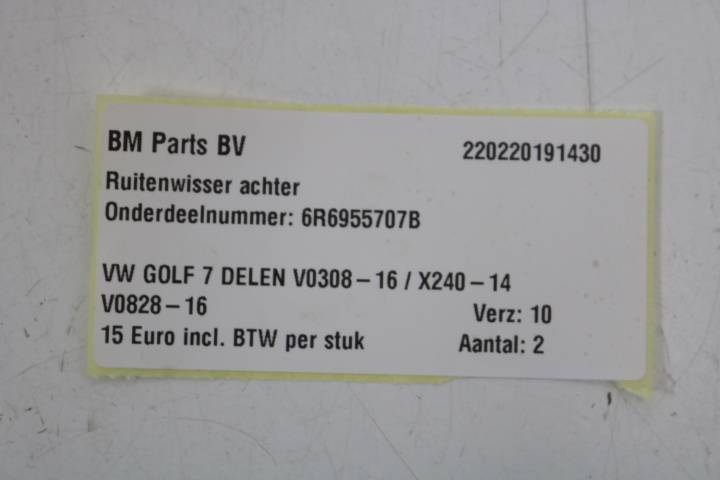 BM Parts BV 220220191430
Ruitenwisser achter
Onderdeelnummer: 6R6955707B
VW GOLF 7 DELEN V0308-16 / X240-14
V0828-16 Verz: 10
15 Euro incl. BTW per stuk Aantal: 2